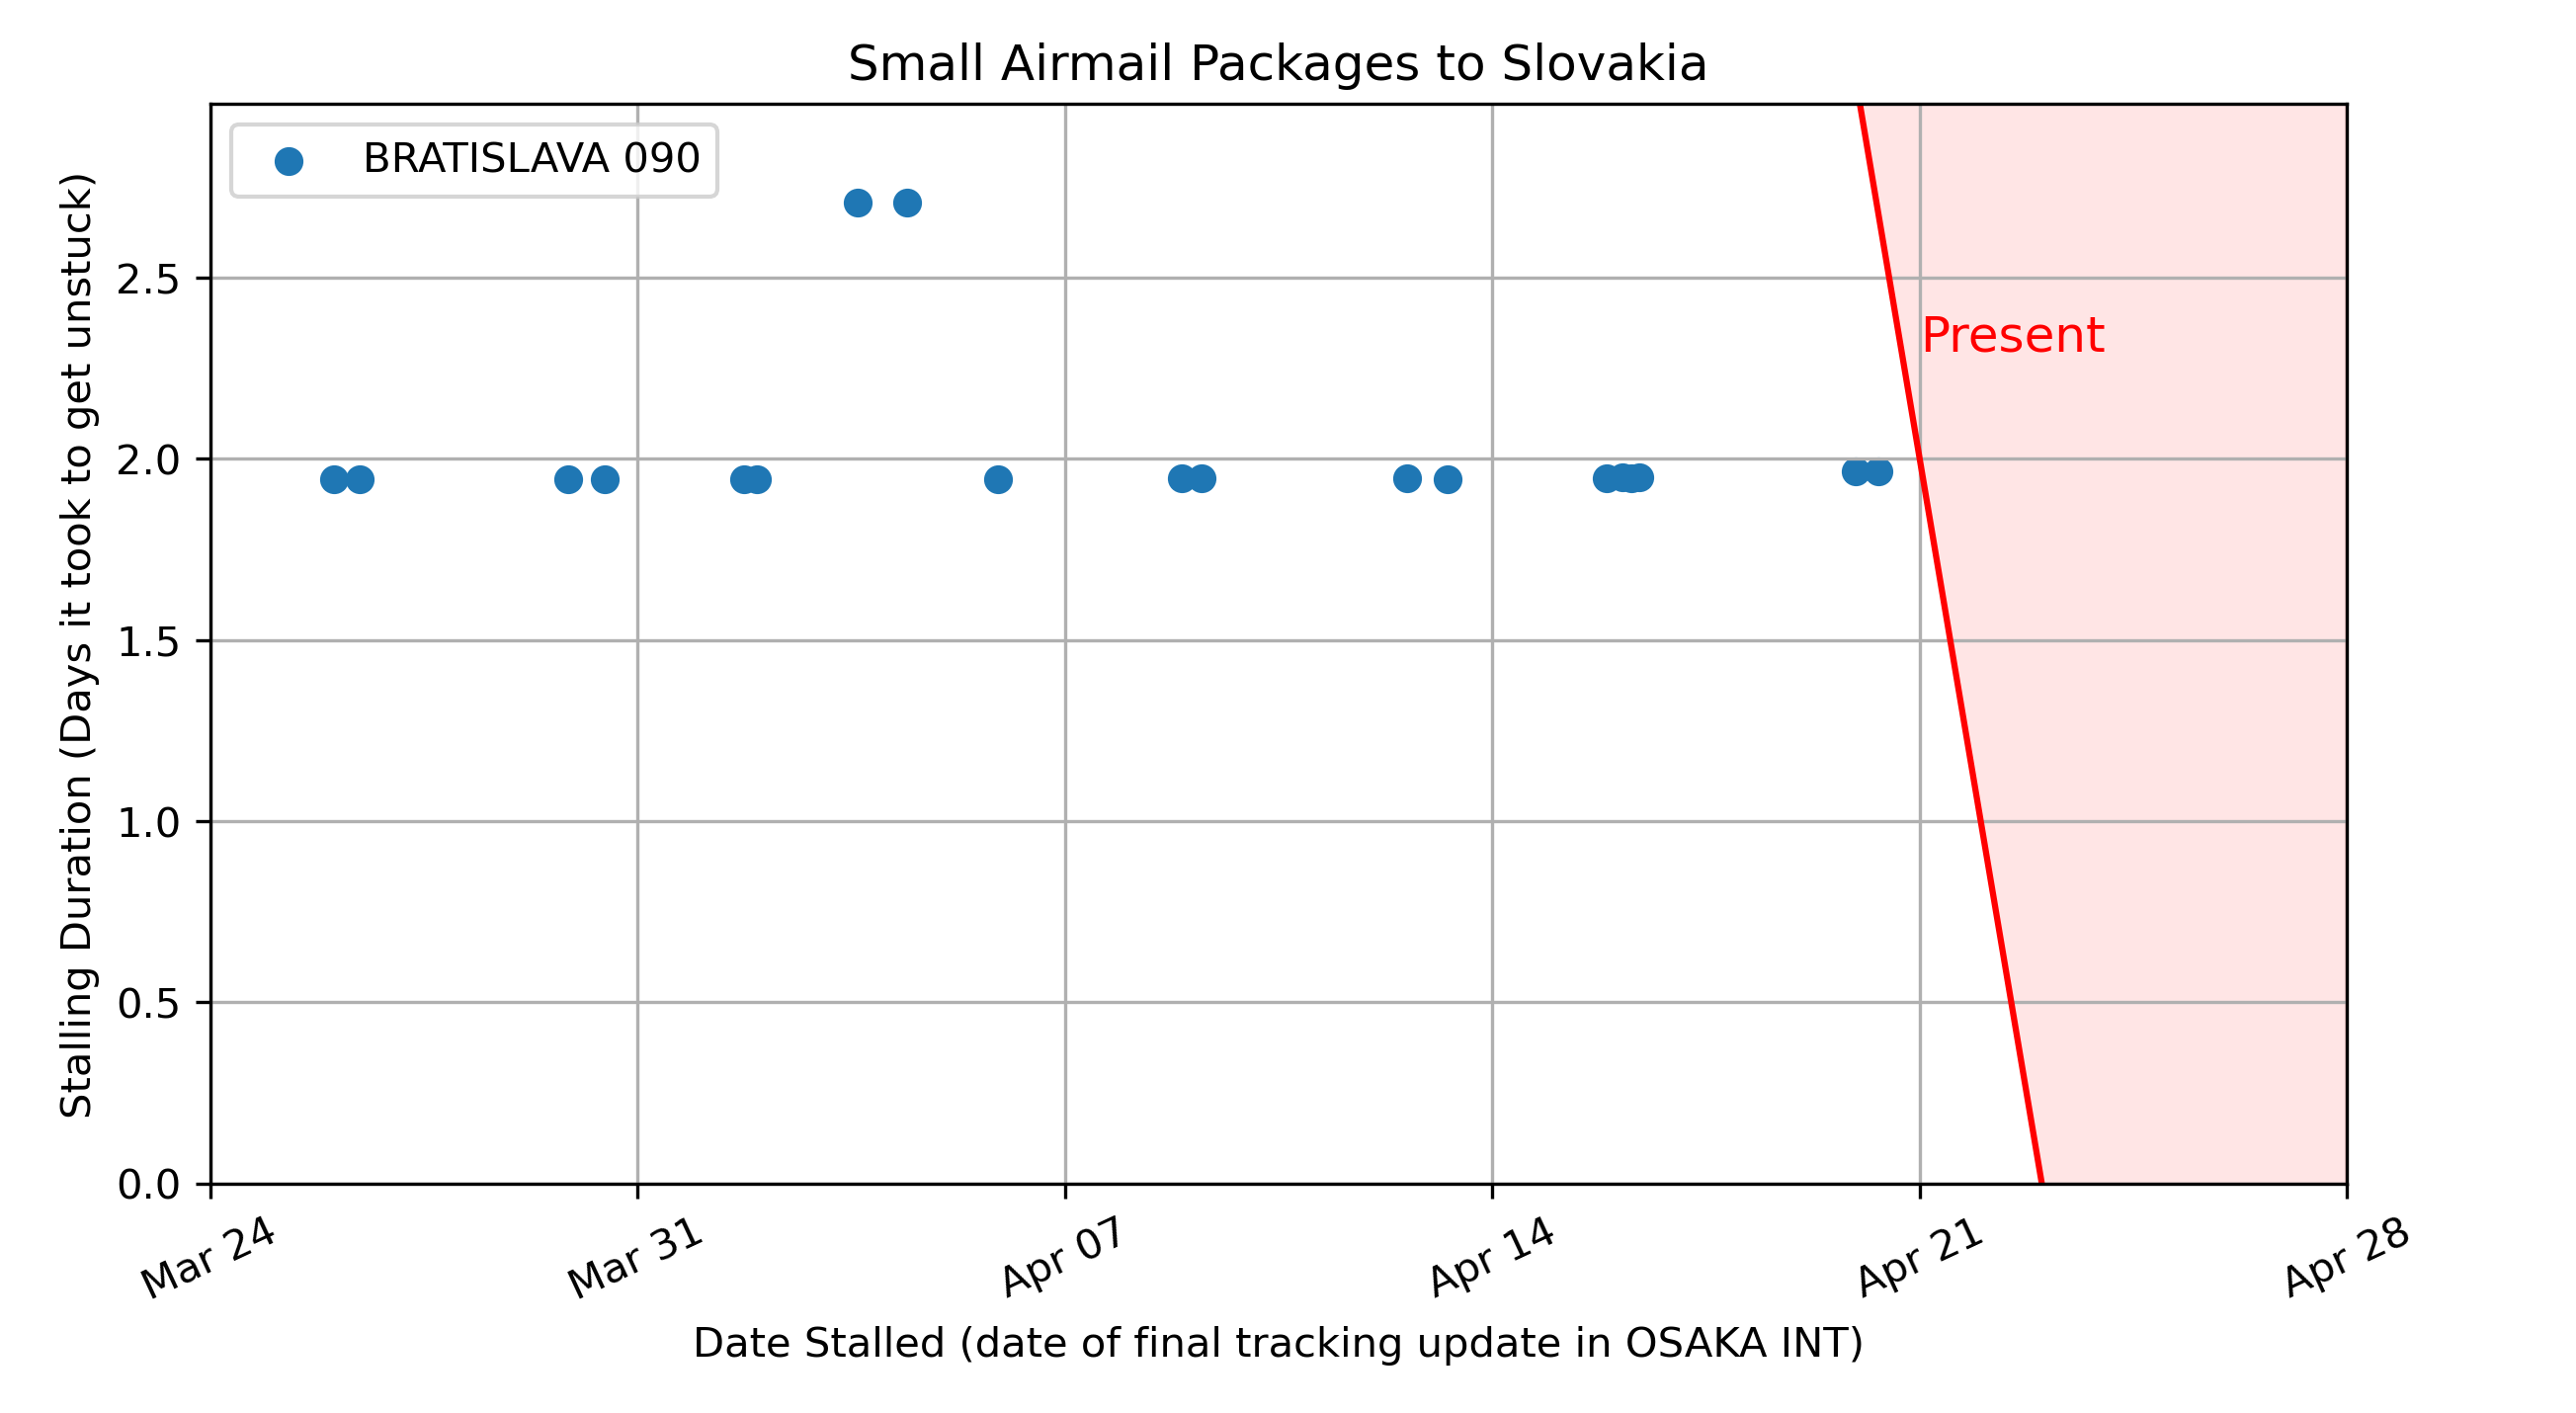 Small Airmail Packages to Slovakia
BRATISLAVA 090
Present
Stalling Duration (Days it took to get unstuck)
2.5
2.0
1.5
1.0
0.5
0.0
Mar 24
Mar 31
Apr 07
Apr 14
Apr 21
Apr 28
Date Stalled (date of final tracking update in OSAKA INT)